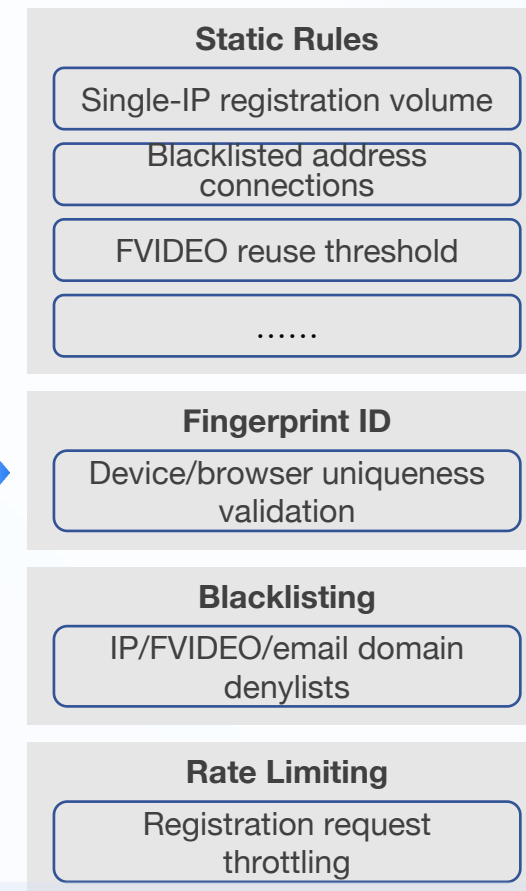 Static Rules
Single-IP registration volume
Blacklisted address
connections
FVIDEO reuse threshold
......
Fingerprint ID
Device/browser uniqueness
validation
Blacklisting
IP/FVIDEO/email domain
denylists
Rate Limiting
Registration request
throttling